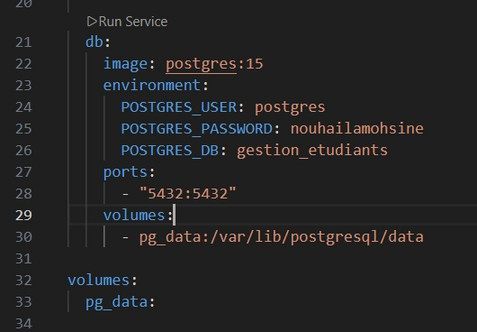 20
Run Service
21 db:
22 image: postgres:15
23 environment:
24 POSTGRES_USER: postgres
25 POSTGRES_PASSWORD: nouhailamohsine
26 POSTGRES_DB: gestion_etudiants
27 ports:
28 - "5432:5432"
29 volumes:
30 - pg_data:/var/lib/postgresql/data
31
32 volumes:
33 pg_data:
34